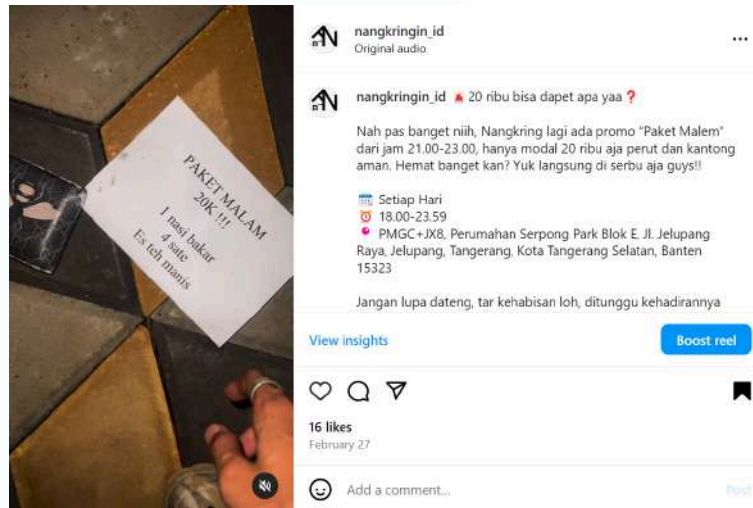 PAKET MALAM
20K !!!
1 nasi bakar
4 sate
Es teh manis
nangkringin_id
Original audio
nangkringin_id 🚨 20 ribu bisa dapet apa yaa❓
Nah pas banget niih, Nangkring lagi ada promo “Paket Malem”
dari jam 21.00-23.00, hanya modal 20 ribu aja perut dan kantong
aman. Hemat banget kan? Yuk langsung di serbu aja guys!!
🗓️ Setiap Hari
⏰ 18.00-23.59
📍 PMGC+JX8, Perumahan Serpong Park Blok E, Jl. Jelupang
Raya, Jelupang, Tangerang, Kota Tangerang Selatan, Banten
15323
Jangan lupa dateng, tar kehabisan loh, ditunggu kehadirannya
View insights
Boost reel
16 likes
February 27
Add a comment...
Post